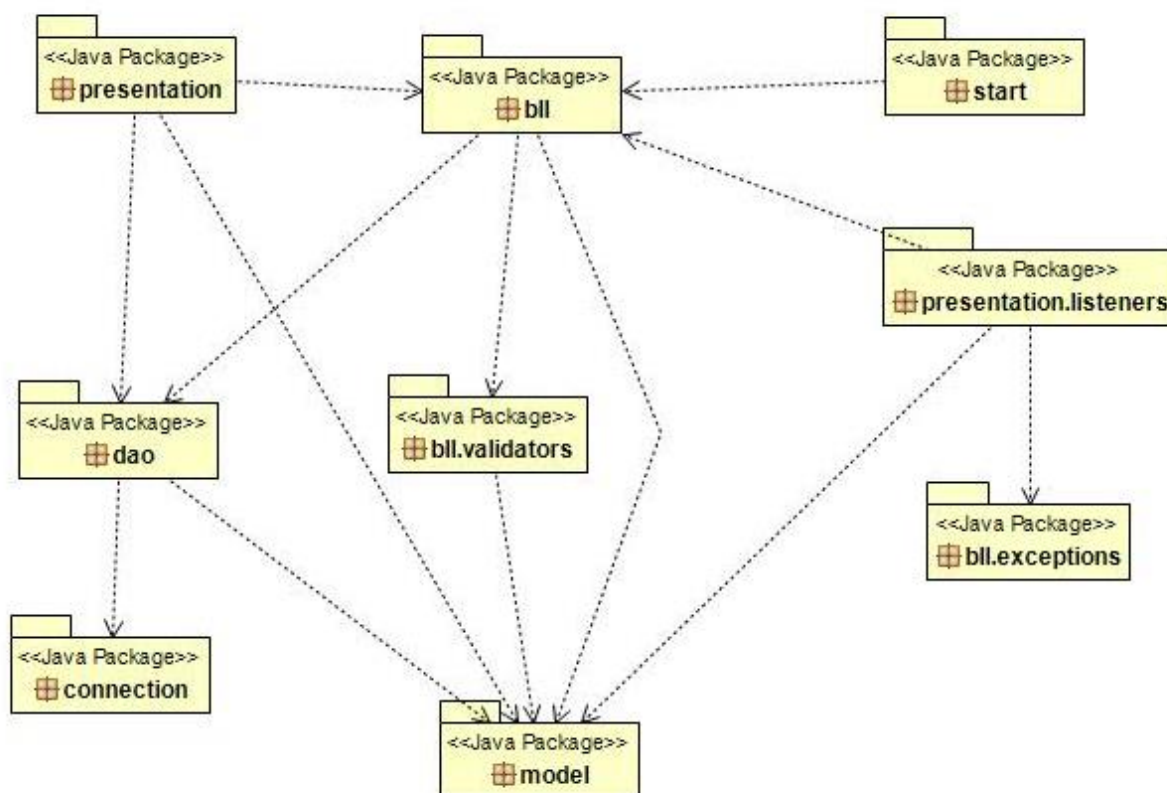 <<Java Package>>
presentation
<<Java Package>>
bll
<<Java Package>>
start
<<Java Package>>
presentation.listeners
<<Java Package>>
dao
<<Java Package>>
bll.validators
<<Java Package>>
bll.exceptions
<<Java Package>>
connection
<<Java Package>>
model